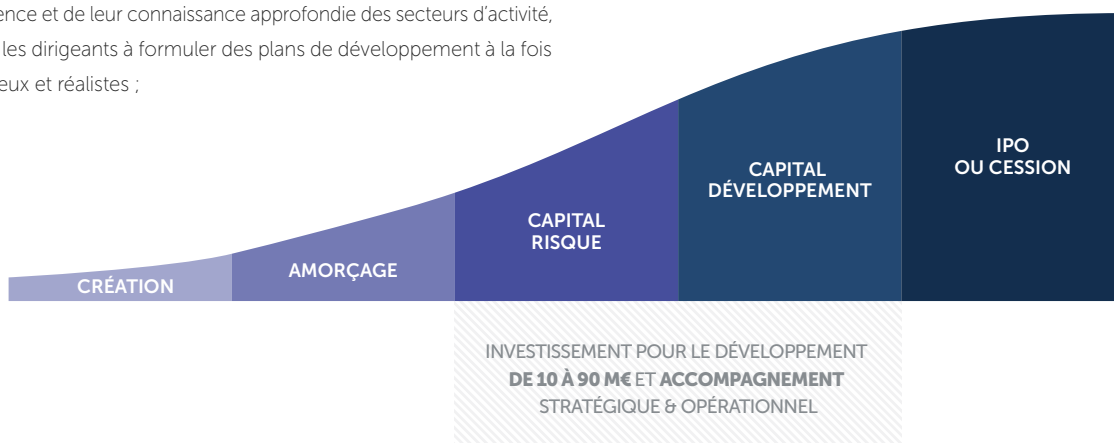 ence et de leur connaissance approfondie des secteurs d'activité,
les dirigeants à formuler des plans de développement à la fois
eux et réalistes ;
IPO
OU CESSION
CAPITAL
DÉVELOPPEMENT
CAPITAL
RISQUE
AMORÇAGE
CRÉATION
INVESTISSEMENT POUR LE DÉVELOPPEMENT
DE 10 À 90 M€ ET ACCOMPAGNEMENT
STRATÉGIQUE & OPÉRATIONNEL